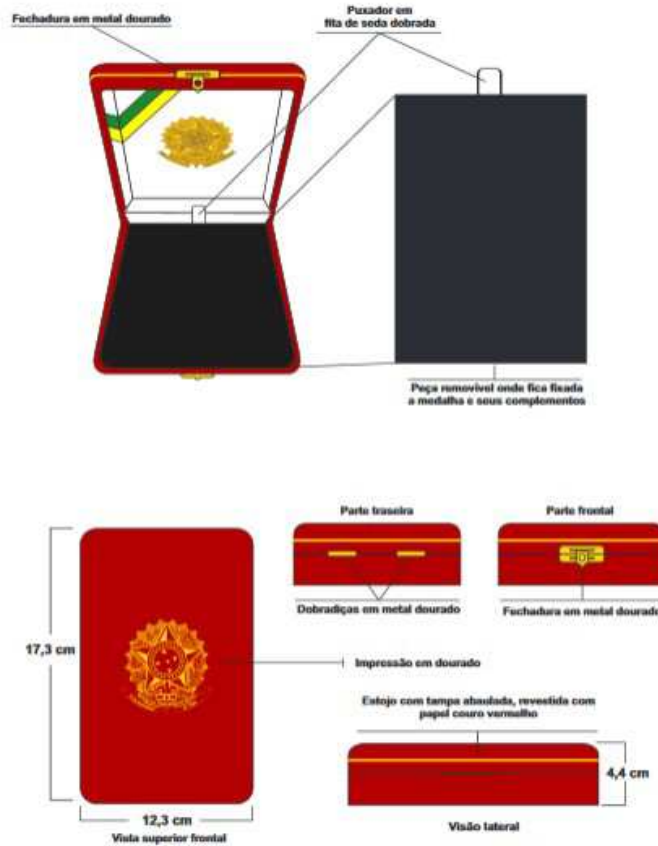 Fechadura em metal dourado
Puxador em
fita de seda dobrada
Peça removível onde fica fixada
a medalha e seus complementos
Parte traseira
Parte frontal
Dobradiças em metal dourado
Fechadura em metal dourado
17,3 cm
Impressão em dourado
Estojo com tampa abaulada, revestida com
papel couro vermelho
4,4 cm
12,3 cm
Vista superior frontal
Visão lateral